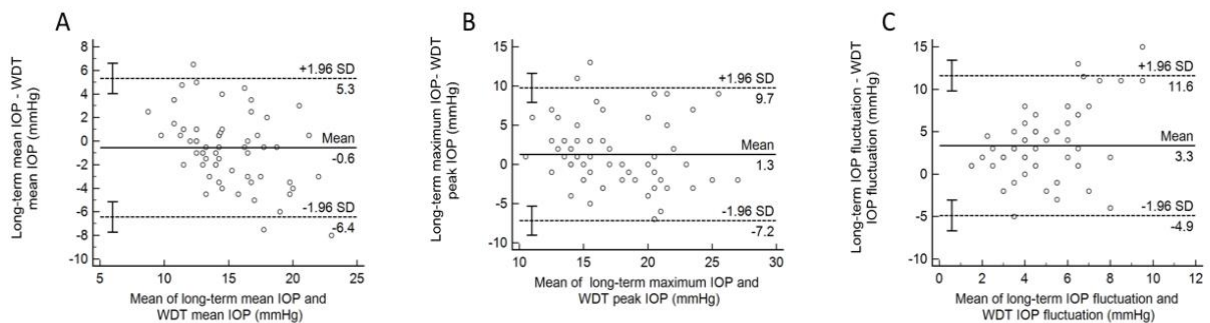 A
Long-term mean IOP - WDT
mean IOP (mmHg)
8
6
4
2
0
-2
-4
-6
-8
-10
+1.96 SD
5.3
Mean
-0.6
-1.96 SD
-6.4
5
10
15
20
25
Mean of long-term mean IOP and
WDT mean IOP (mmHg)
B
Long-term maximum IOP- WDT
peak IOP (mmHg)
20
15
10
5
0
-5
-10
-15
+1.96 SD
9.7
Mean
1.3
-1.96 SD
-7.2
10
15
20
25
30
Mean of long-term maximum IOP and
WDT peak IOP (mmHg)
C
Long-term IOP fluctuation - WDT
IOP fluctuation (mmHg)
15
10
5
0
-5
-10
+1.96 SD
11.6
Mean
3.3
-1.96 SD
-4.9
0
2
4
6
8
10
12
Mean of long-term IOP fluctuation and
WDT IOP fluctuation (mmHg)